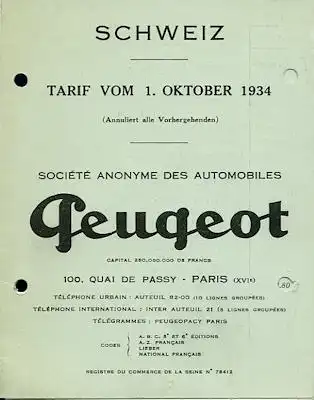 SCHWEIZ
TARIF VOM 1. OKTOBER 1934
(Annuliert alle Vorhergehenden)
SOCIÉTÉ ANONYME DES AUTOMOBILES
Peugeot
CAPITAL 250.000.000 DE FRANCS
100, QUAI DE PASSY - PARIS (XVIe)
80
TÉLÉPHONE URBAIN : AUTEUIL 82-00 (10 LIGNES GROUPÉES)
TÉLÉPHONE INTERNATIONAL : INTER AUTEUIL 21 (5 LIGNES GROUPÉES)
TÉLÉGRAMMES : PEUGEOPACY PARIS
CODES { A. B. C. 5e ET 6e ÉDITIONS
A. Z. FRANÇAIS
LIEBER
NATIONAL FRANÇAIS
REGISTRE DU COMMERCE DE LA SEINE N° 78412